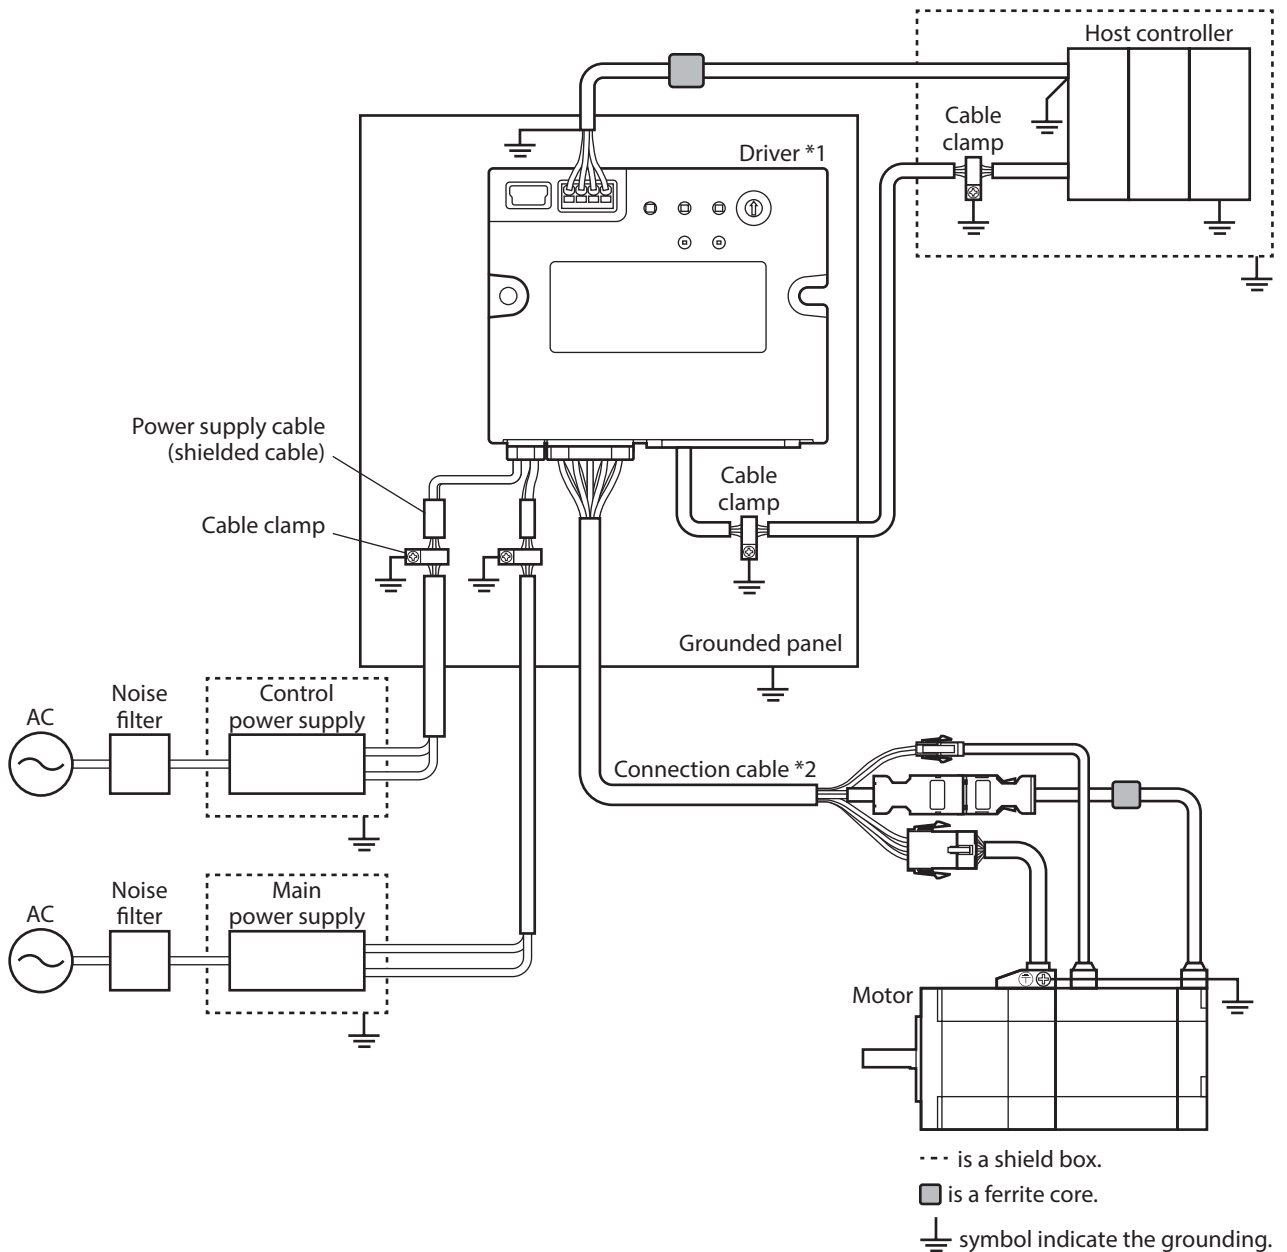 Host controller
Cable
clamp
Driver *1
Power supply cable
(shielded cable)
Cable
clamp
Cable clamp
Grounded panel
AC
Noise
filter
Control
power supply
Connection cable *2
AC
Noise
filter
Main
power supply
Motor
is a shield box.
is a ferrite core.
symbol indicate the grounding.